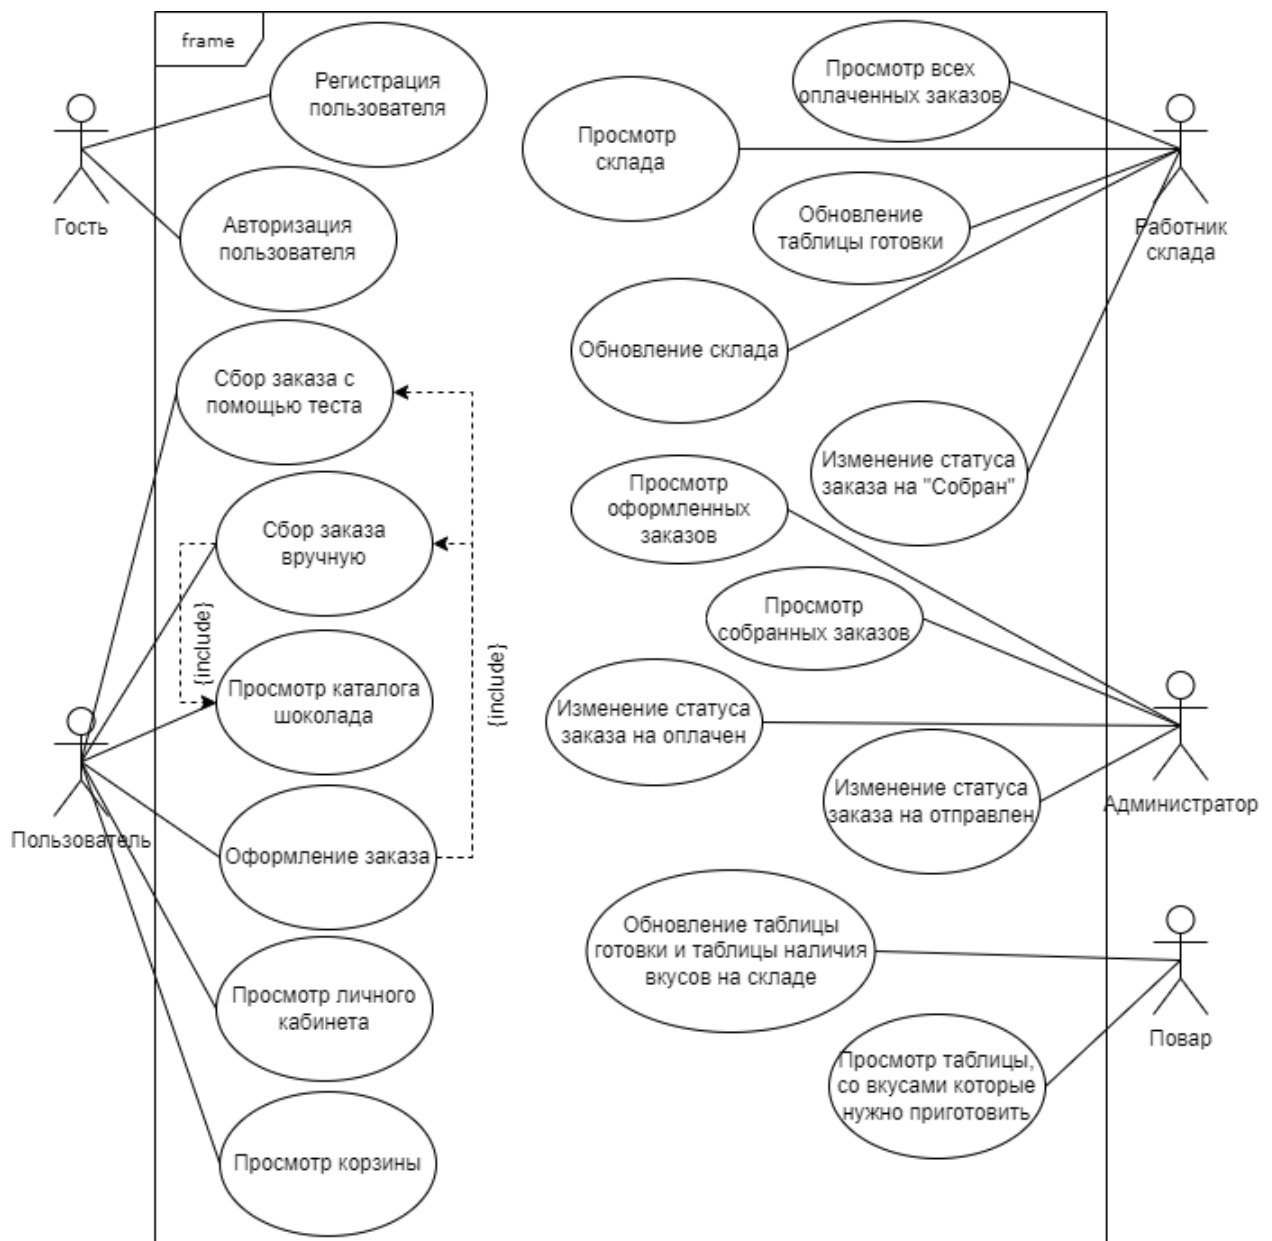 frame
Регистрация
пользователя
Гость
Авторизация
пользователя
Сбор заказа с
помощью теста
Сбор заказа
вручную
{include}
Просмотр каталога
шоколада
{include}
Пользователь
Оформление заказа
Просмотр личного
кабинета
Просмотр корзины
Просмотр всех
оплаченных заказов
Просмотр
склада
Обновление
таблицы готовки
Работник
склада
Обновление склада
Изменение статуса
заказа на "Собран"
Просмотр
оформленных
заказов
Просмотр
собранных заказов
Изменение статуса
заказа на оплачен
Изменение статуса
заказа на отправлен
Администратор
Обновление таблицы
готовки и таблицы наличия
вкусов на складе
Повар
Просмотр таблицы,
со вкусами которые
нужно приготовить